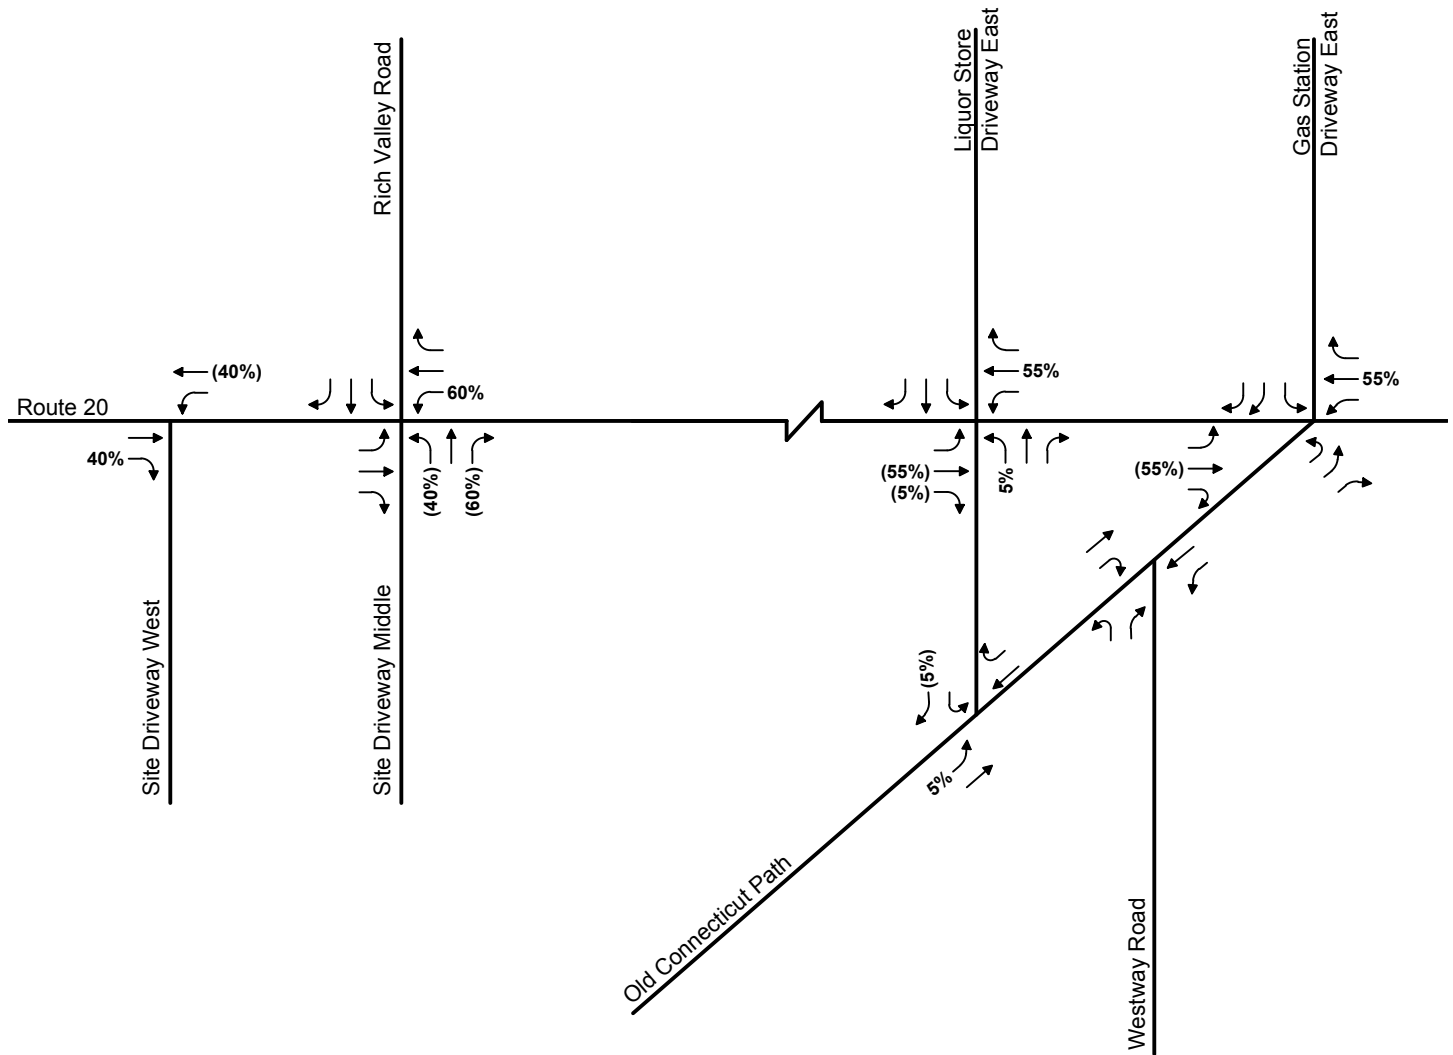 Rich Valley Road
Liquor Store
Driveway East
Gas Station
Driveway East
(40%)
60%
55%
55%
Route 20
40%
(40%)
(60%)
(55%)
(5%)
5%
(55%)
(5%)
5%
Site Driveway West
Site Driveway Middle
Old Connecticut Path
Westway Road